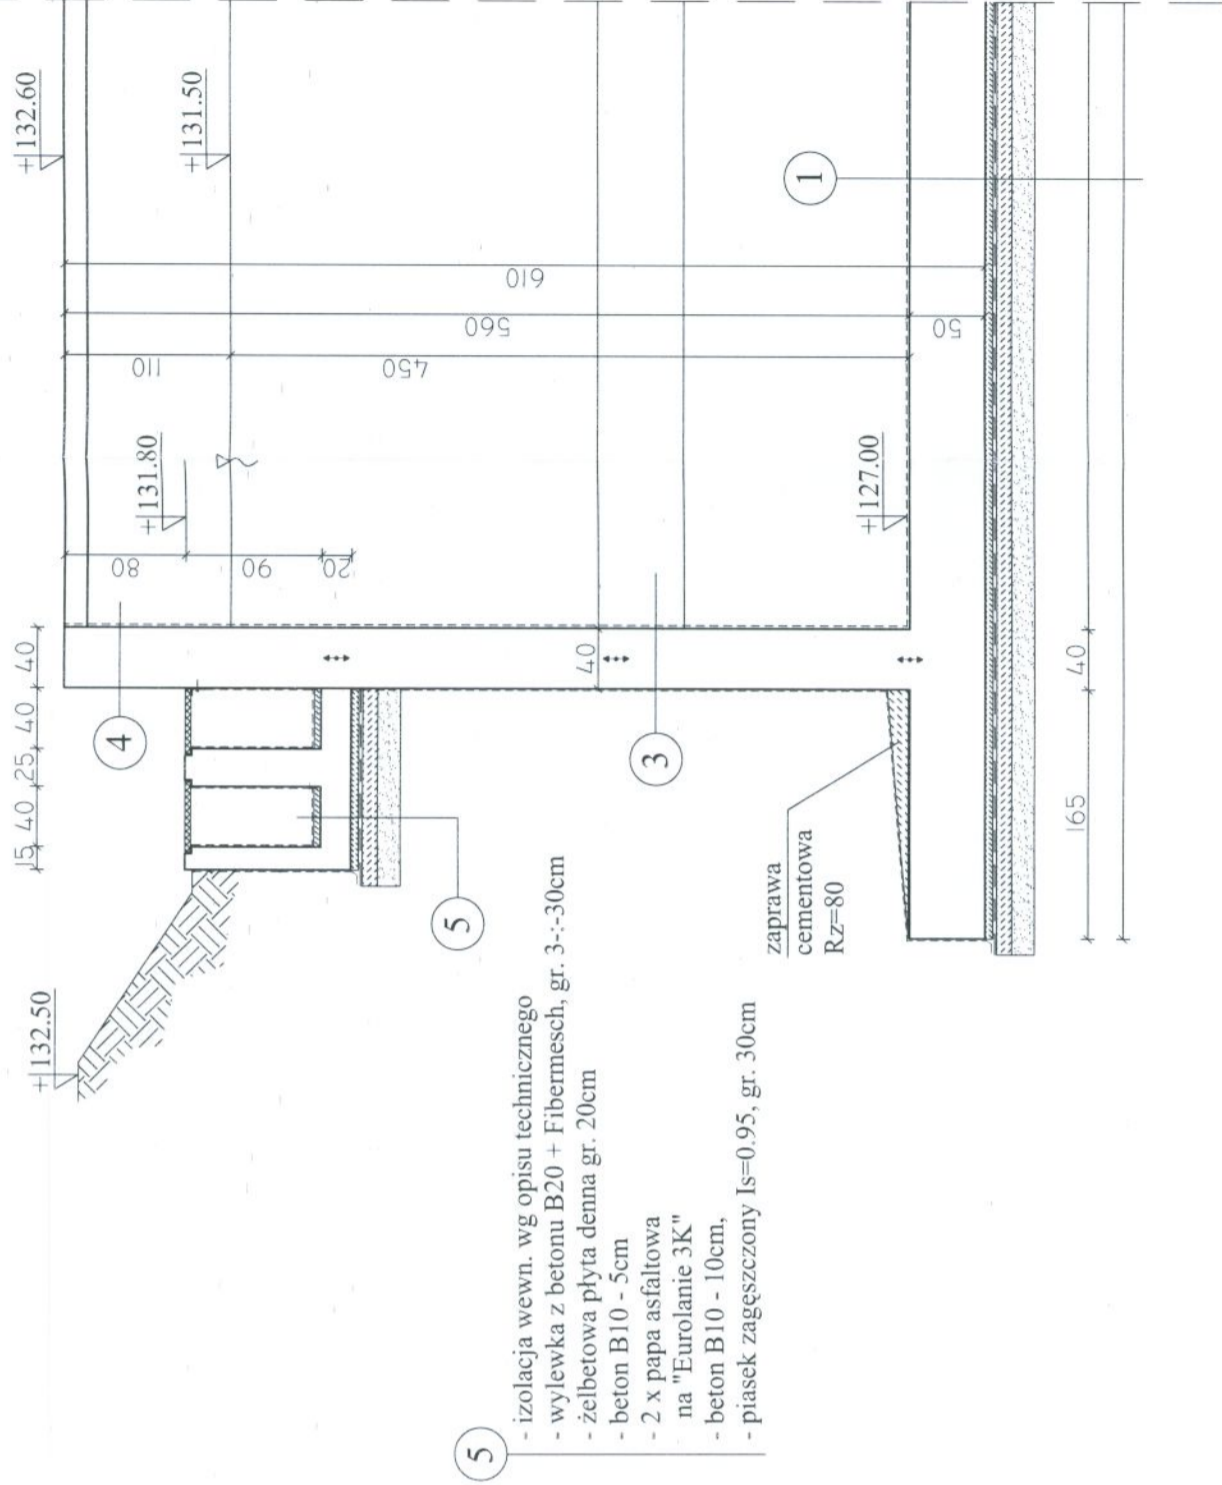 +132.60
+131.50
1
610
560
50
110
450
+131.80
+127.00
80
90
20
40
40
25
40
15
4
40
3
40
165
5
zaprawa
cementowa
Rz=80
+132.50
5
- izolacja wewn. wg opisu technicznego
- wylewka z betonu B20 + Fibermesch, gr. 3-:-30cm
- żelbetowa płyta denna gr. 20cm
- beton B10 - 5cm
- 2 x papa asfaltowa
na "Eurolanie 3K"
- beton B10 - 10cm,
- piasek zagęszczony Is=0.95, gr. 30cm